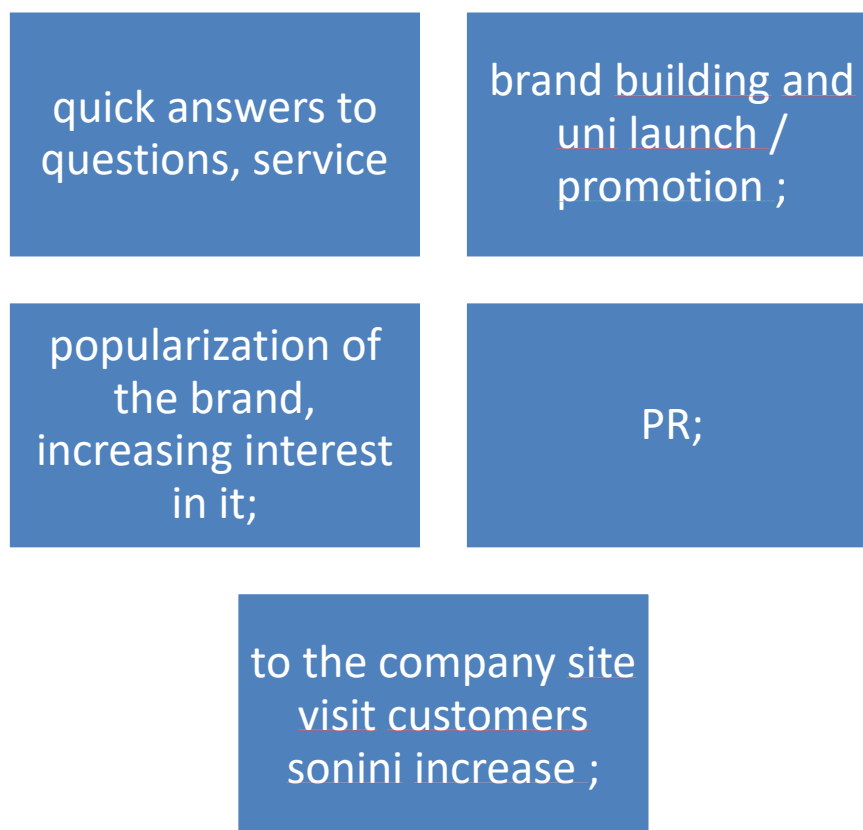 quick answers to
questions, service
brand building and
uni launch /
promotion ;
popularization of
the brand,
increasing interest
in it;
PR;
to the company site
visit customers
sonini increase ;